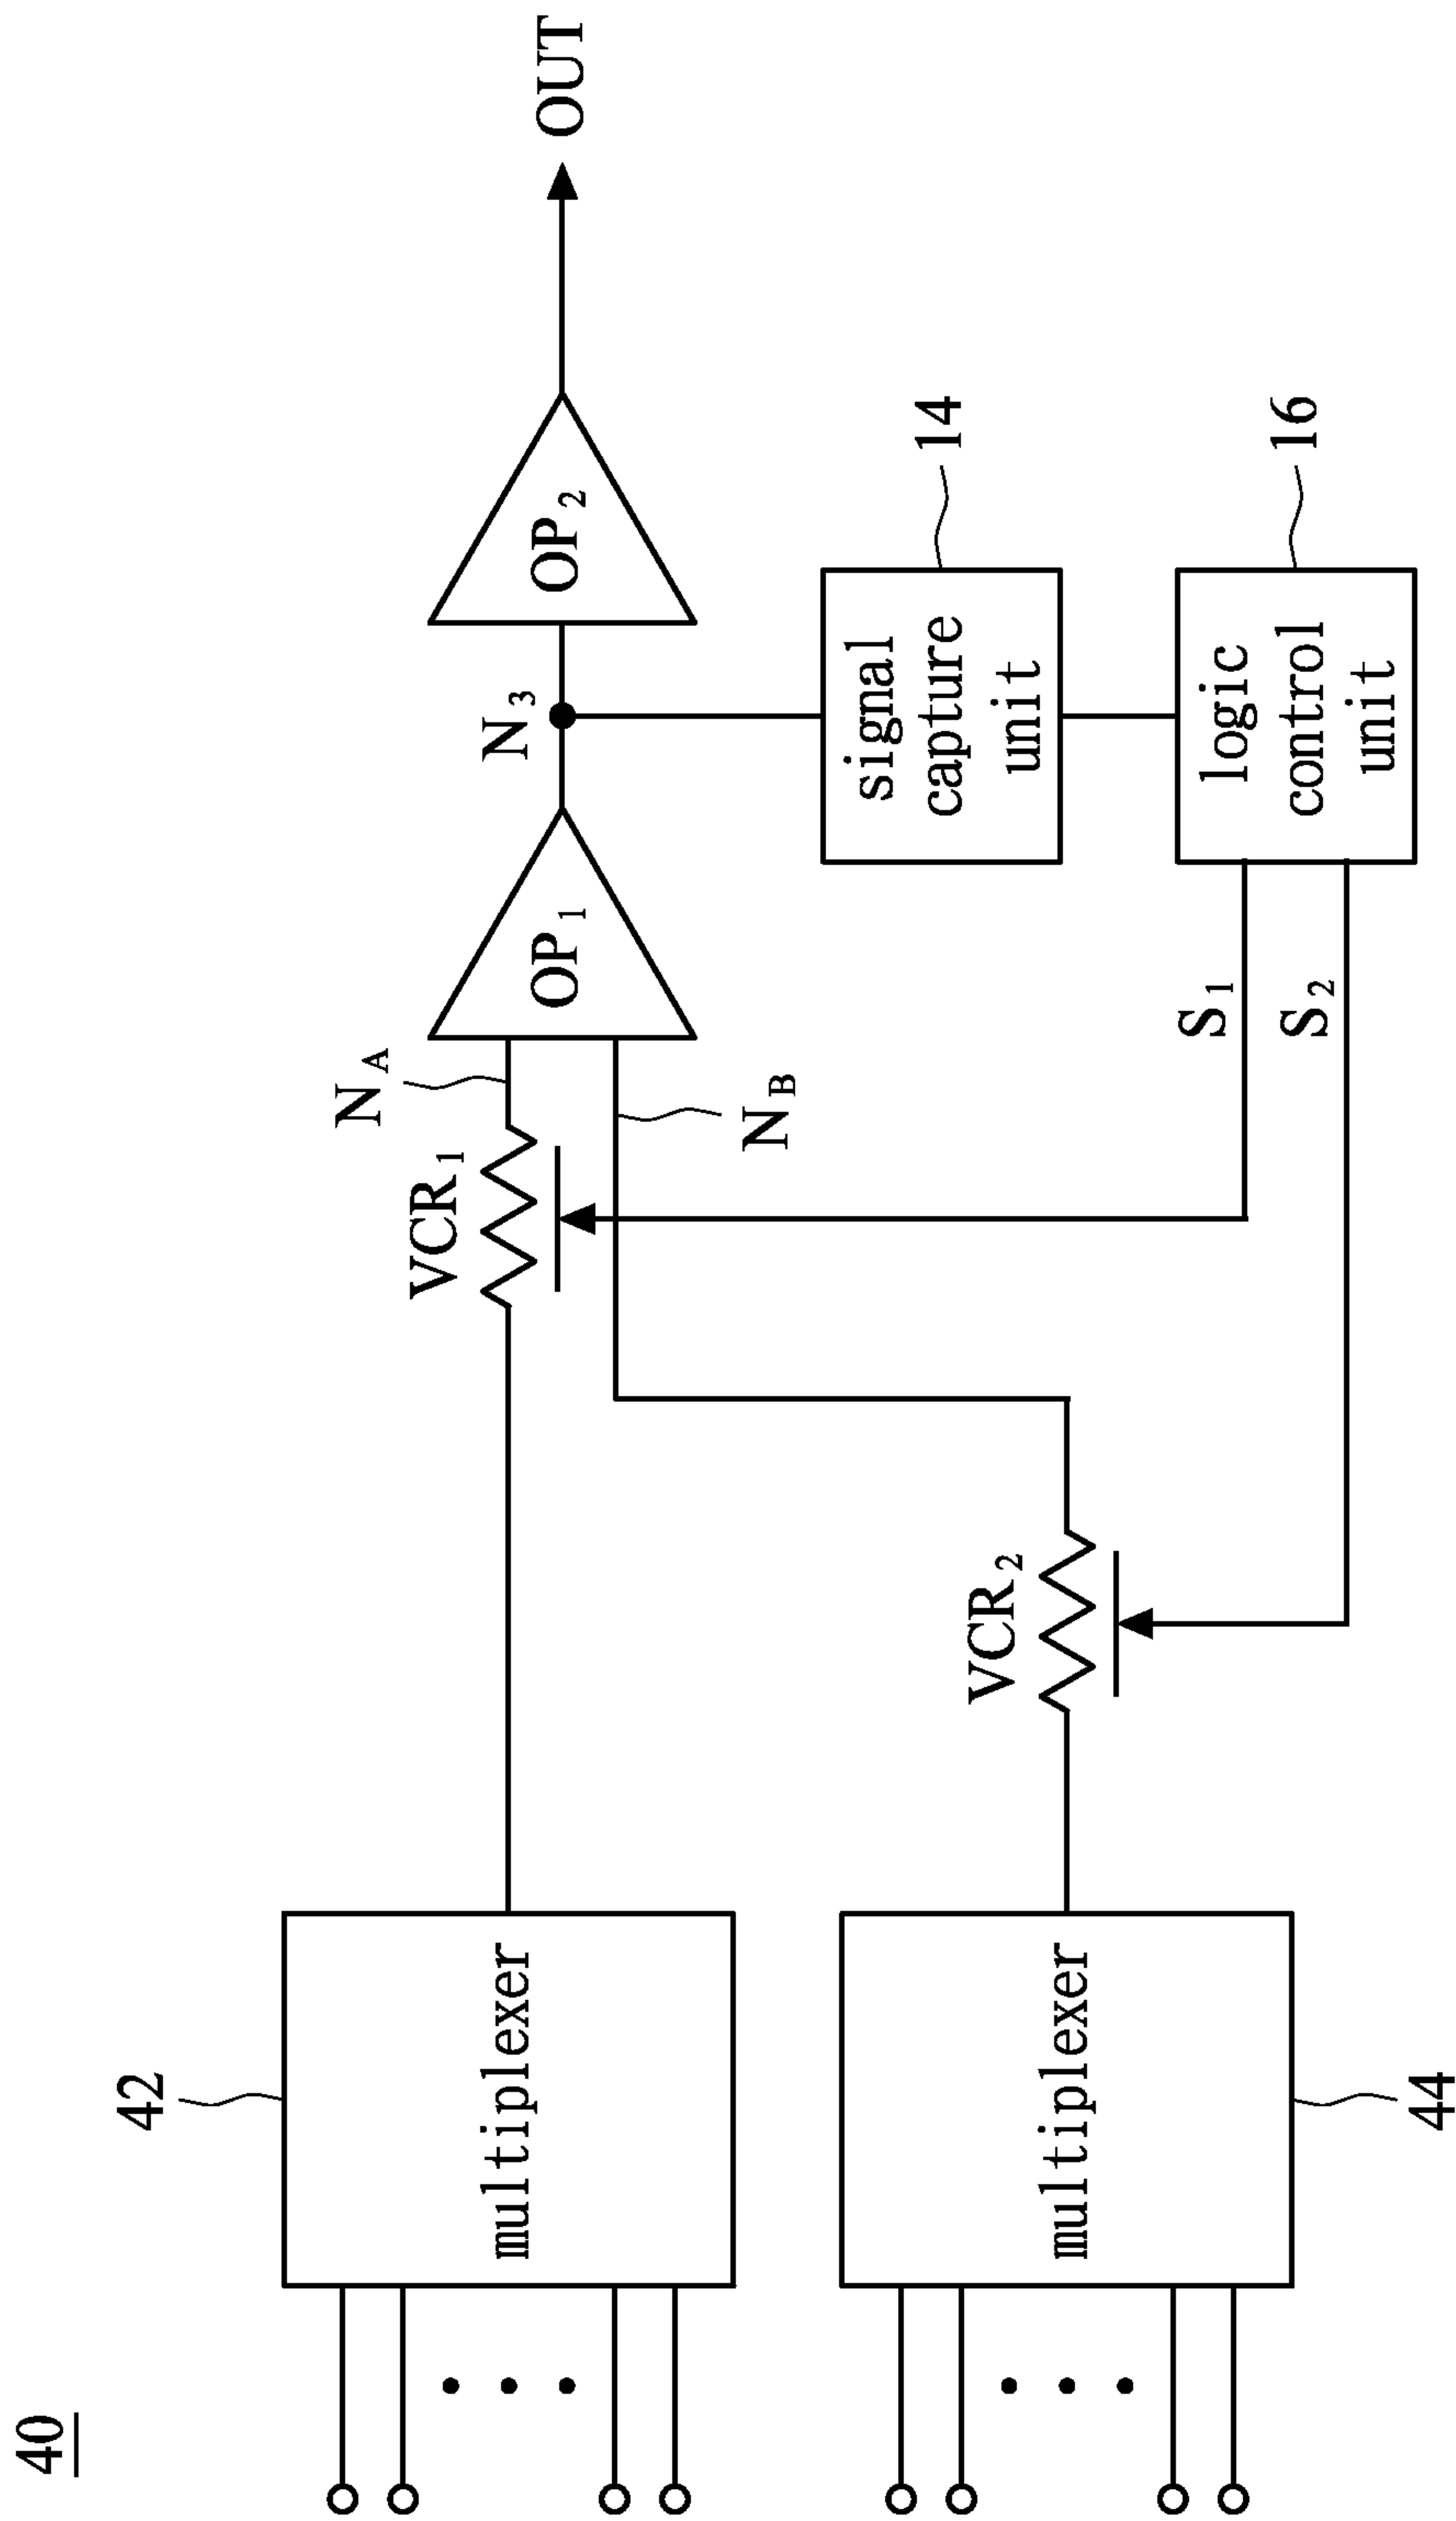 40
42
multiplexer
VCR1
NA
OP1
N3
OP2
OUT
NB
multiplexer
44
VCR2
signal
capture
unit
14
S1
S2
logic
control
unit
16